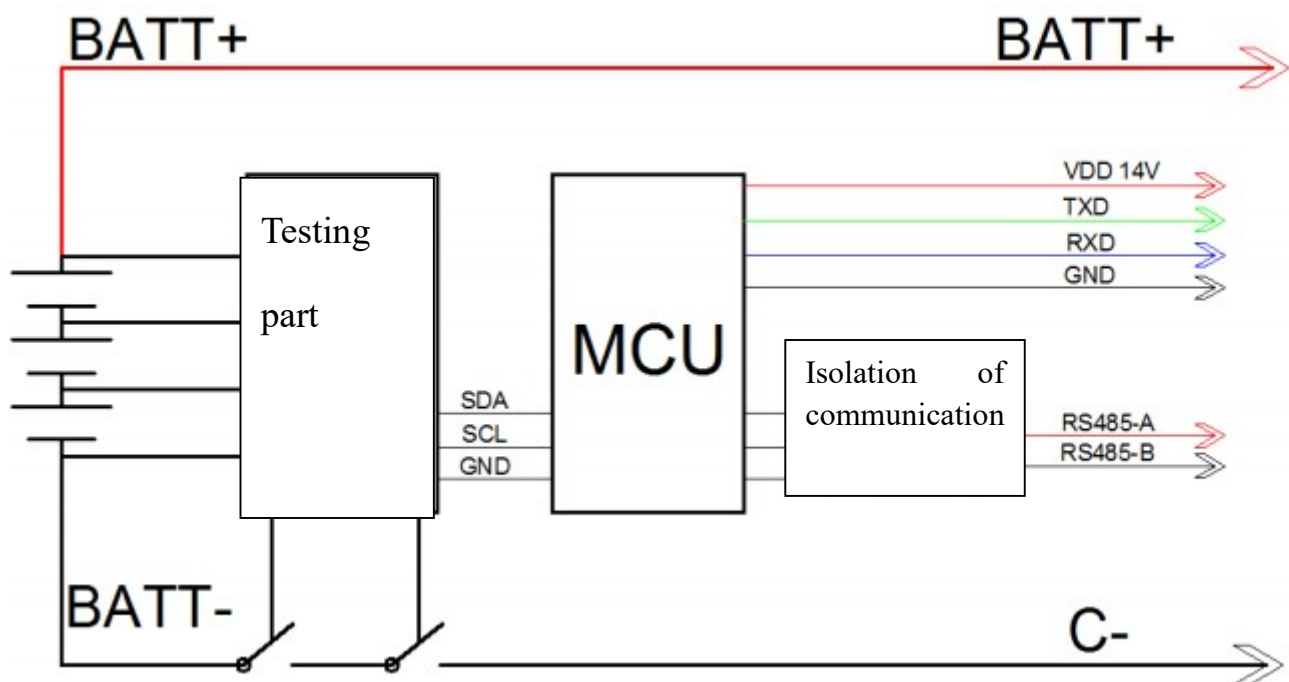 BATT+
BATT+
VDD 14V
TXD
RXD
GND
Testing
part
MCU
Isolation of
communication
SDA
SCL
GND
RS485-A
RS485-B
BATT-
C-